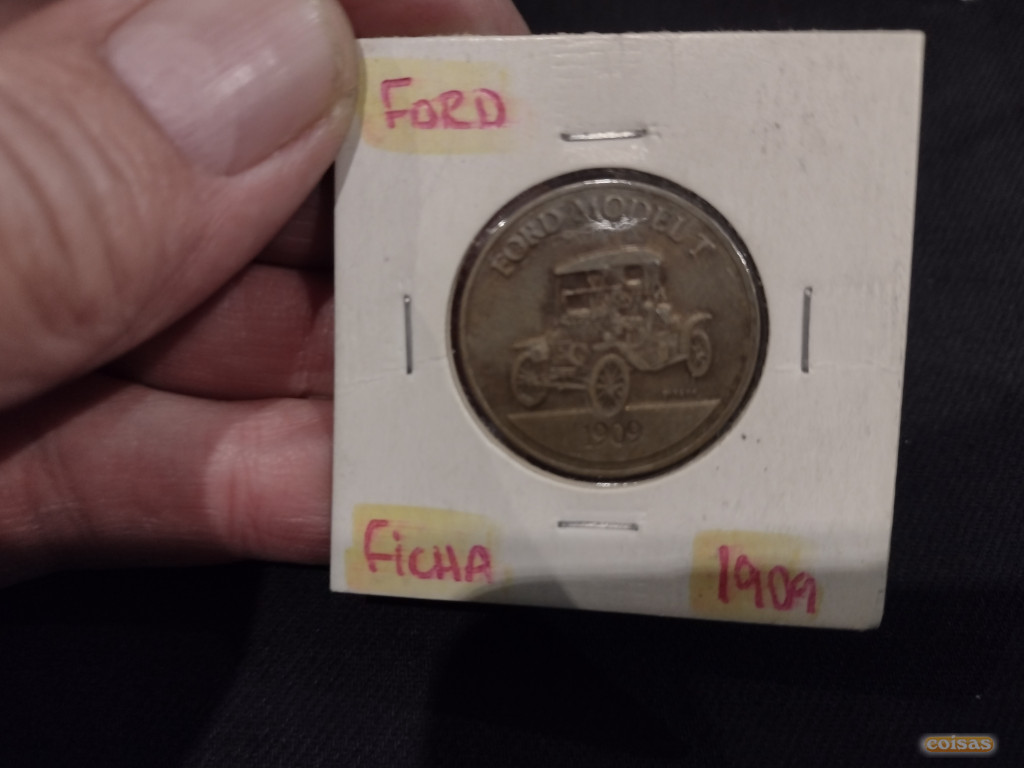 FORD
FORD MODEL T
1909
FICHA
1909
coisas